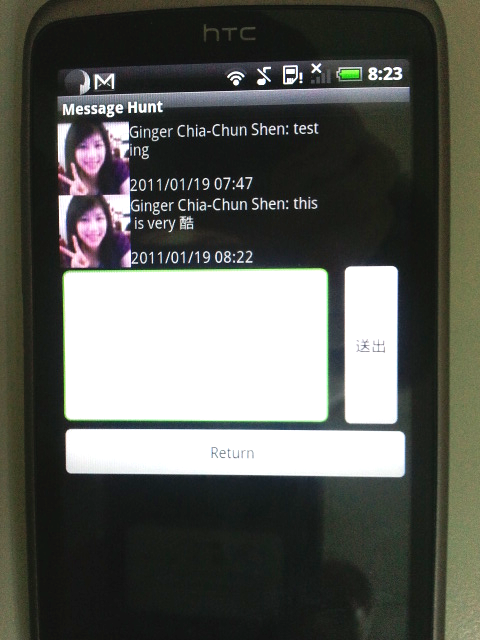 hTC
8:23
Message Hunt
Ginger Chia-Chun Shen: test
ing
2011/01/19 07:47
Ginger Chia-Chun Shen: this
is very 酷
2011/01/19 08:22
送出
Return